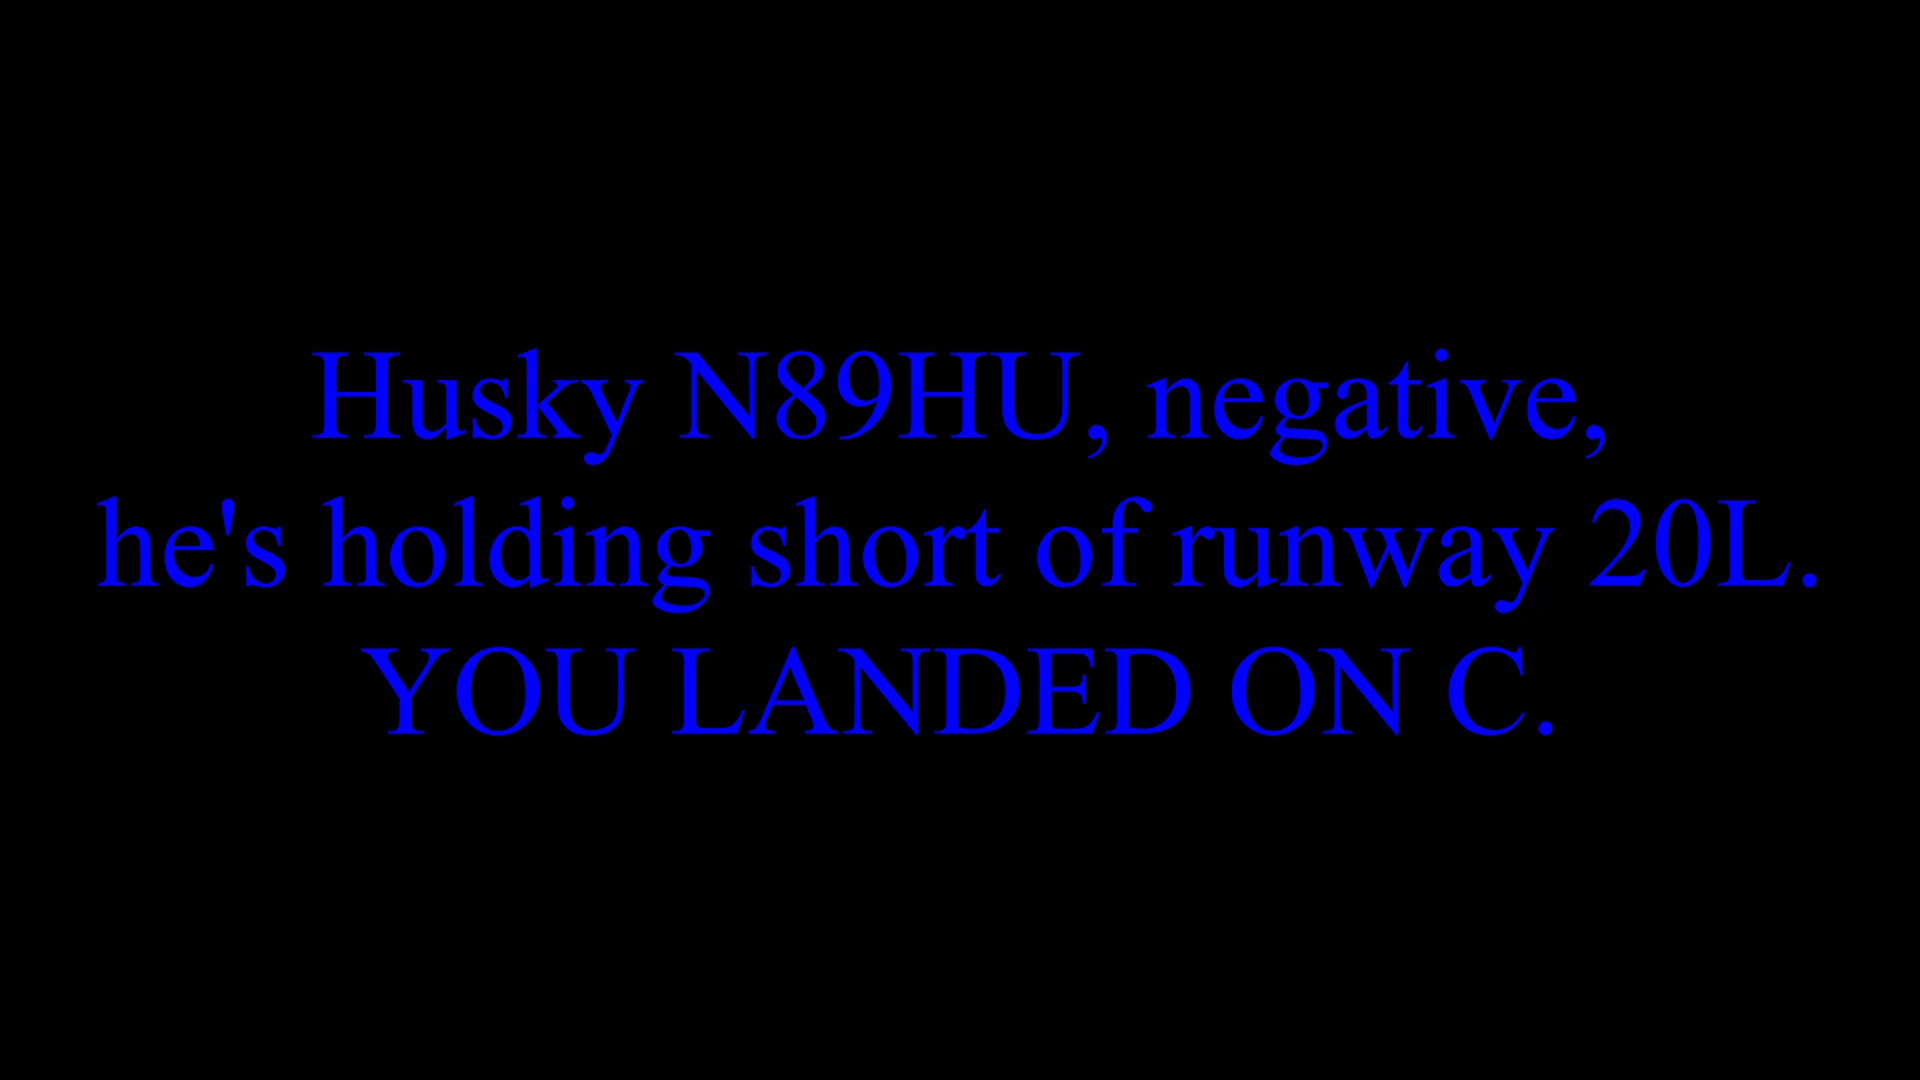 Husky N89HU, negative,
he's holding short of runway 20L.
YOU LANDED ON C.